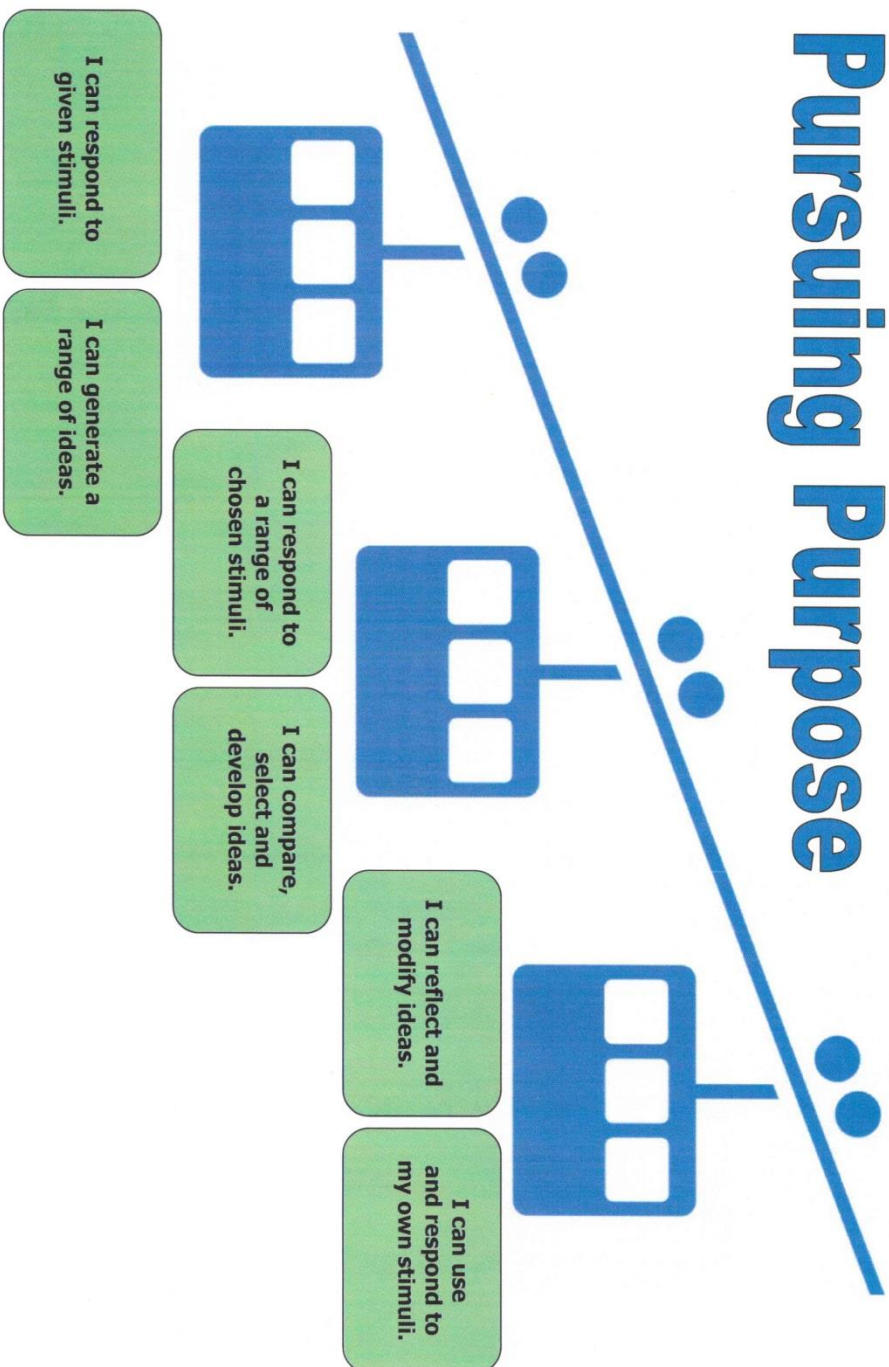 Pursuing Purpose
I can respond to
given stimuli.
I can generate a
range of ideas.
I can respond to
a range of
chosen stimuli.
I can compare,
select and
develop ideas.
I can reflect and
modify ideas.
I can use
and respond to
my own stimuli.